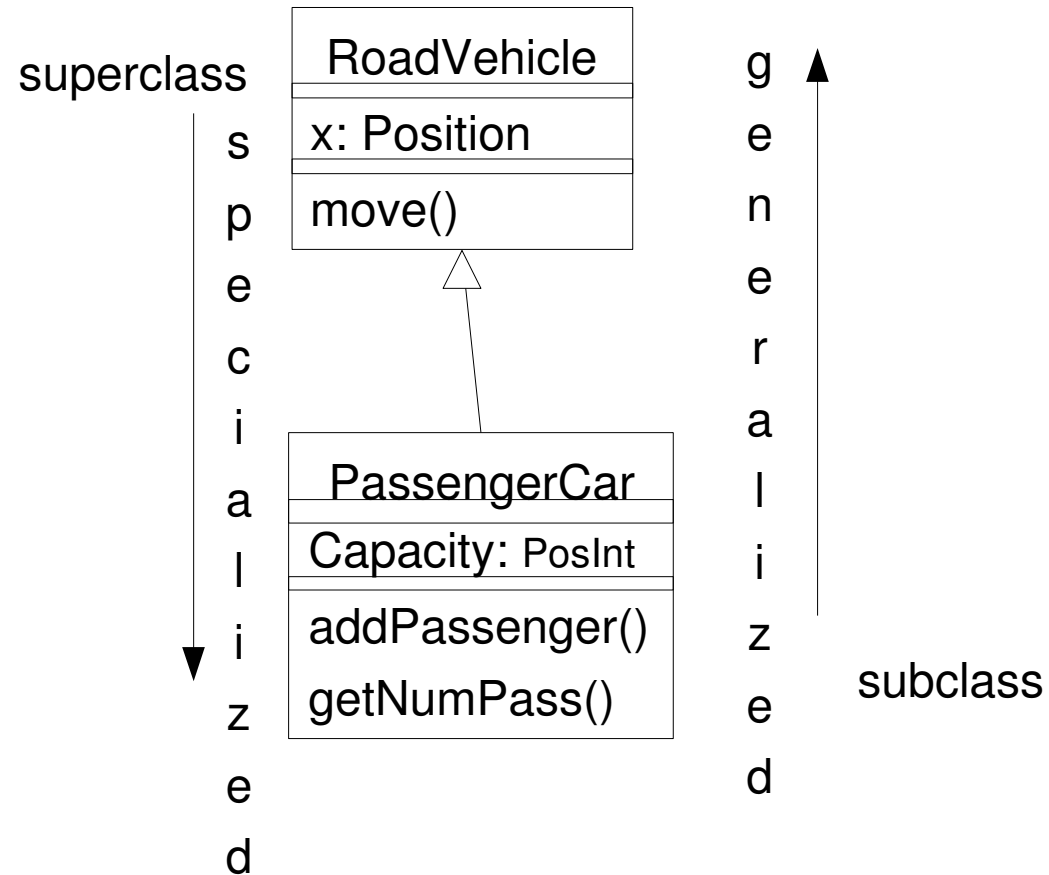 superclass
specialized
RoadVehicle
x: Position
move()
PassengerCar
Capacity: PosInt
addPassenger()
getNumPass()
generalized
subclass